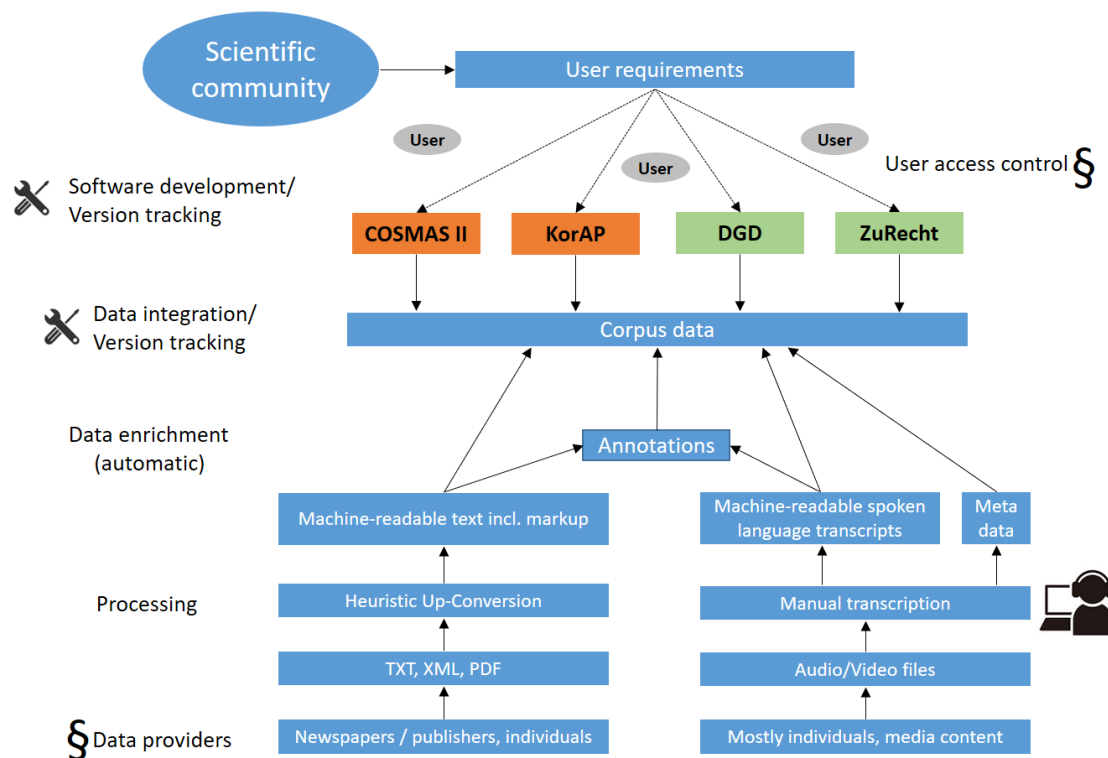 Scientific
community
User requirements
User
User
User
User access control §
Software development/
Version tracking
COSMAS II
KorAP
DGD
ZuRecht
Data integration/
Version tracking
Corpus data
Data enrichment
(automatic)
Annotations
Machine-readable text incl. markup
Machine-readable spoken
language transcripts
Meta
data
Processing
Heuristic Up-Conversion
Manual transcription
TXT, XML, PDF
Audio/Video files
§ Data providers
Newspapers / publishers, individuals
Mostly individuals, media content